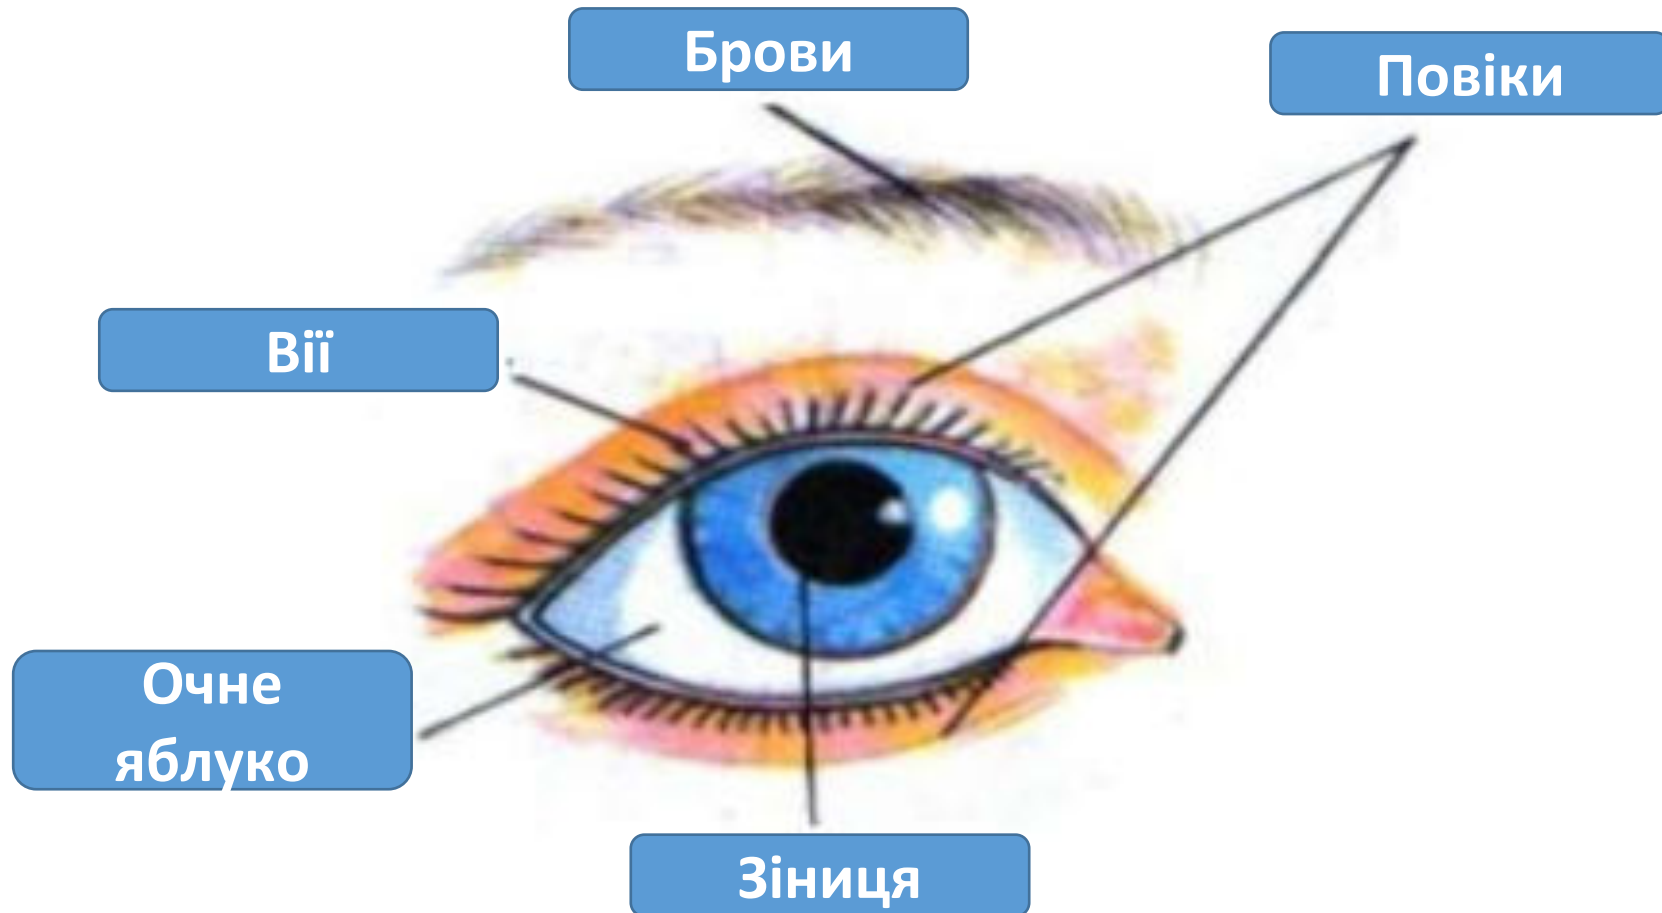 Брови
Повіки
Вії
Очне
яблуко
Зіниця